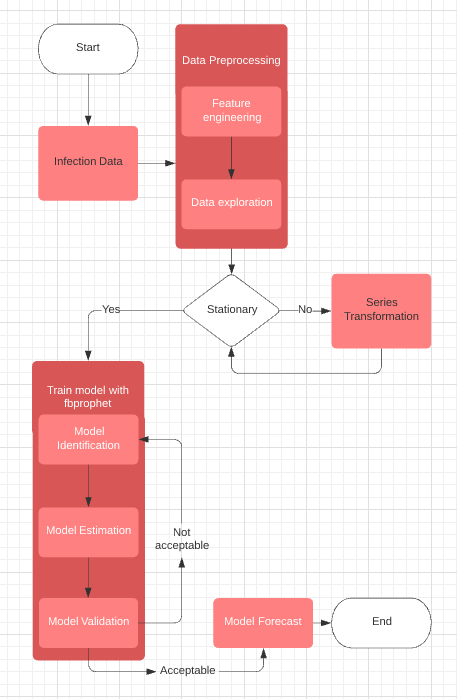 Start
Data Preprocessing
Feature
engineering
Infection Data
Data exploration
Stationary
Yes
No
Series
Transformation
Train model with
fbprophet
Model
Identification
Model Estimation
Not
acceptable
Model Validation
Model Forecast
End
Acceptable